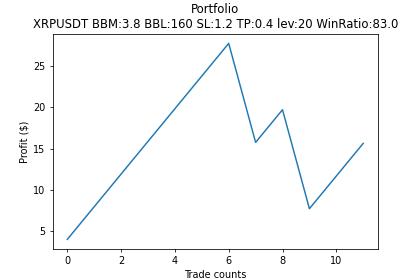 Portfolio
XRPUSDT BBM:3.8 BBL:160 SL:1.2 TP:0.4 lev:20 WinRatio:83.0
25
20
15
10
5
Profit ($)
0 2 4 6 8 10
Trade counts